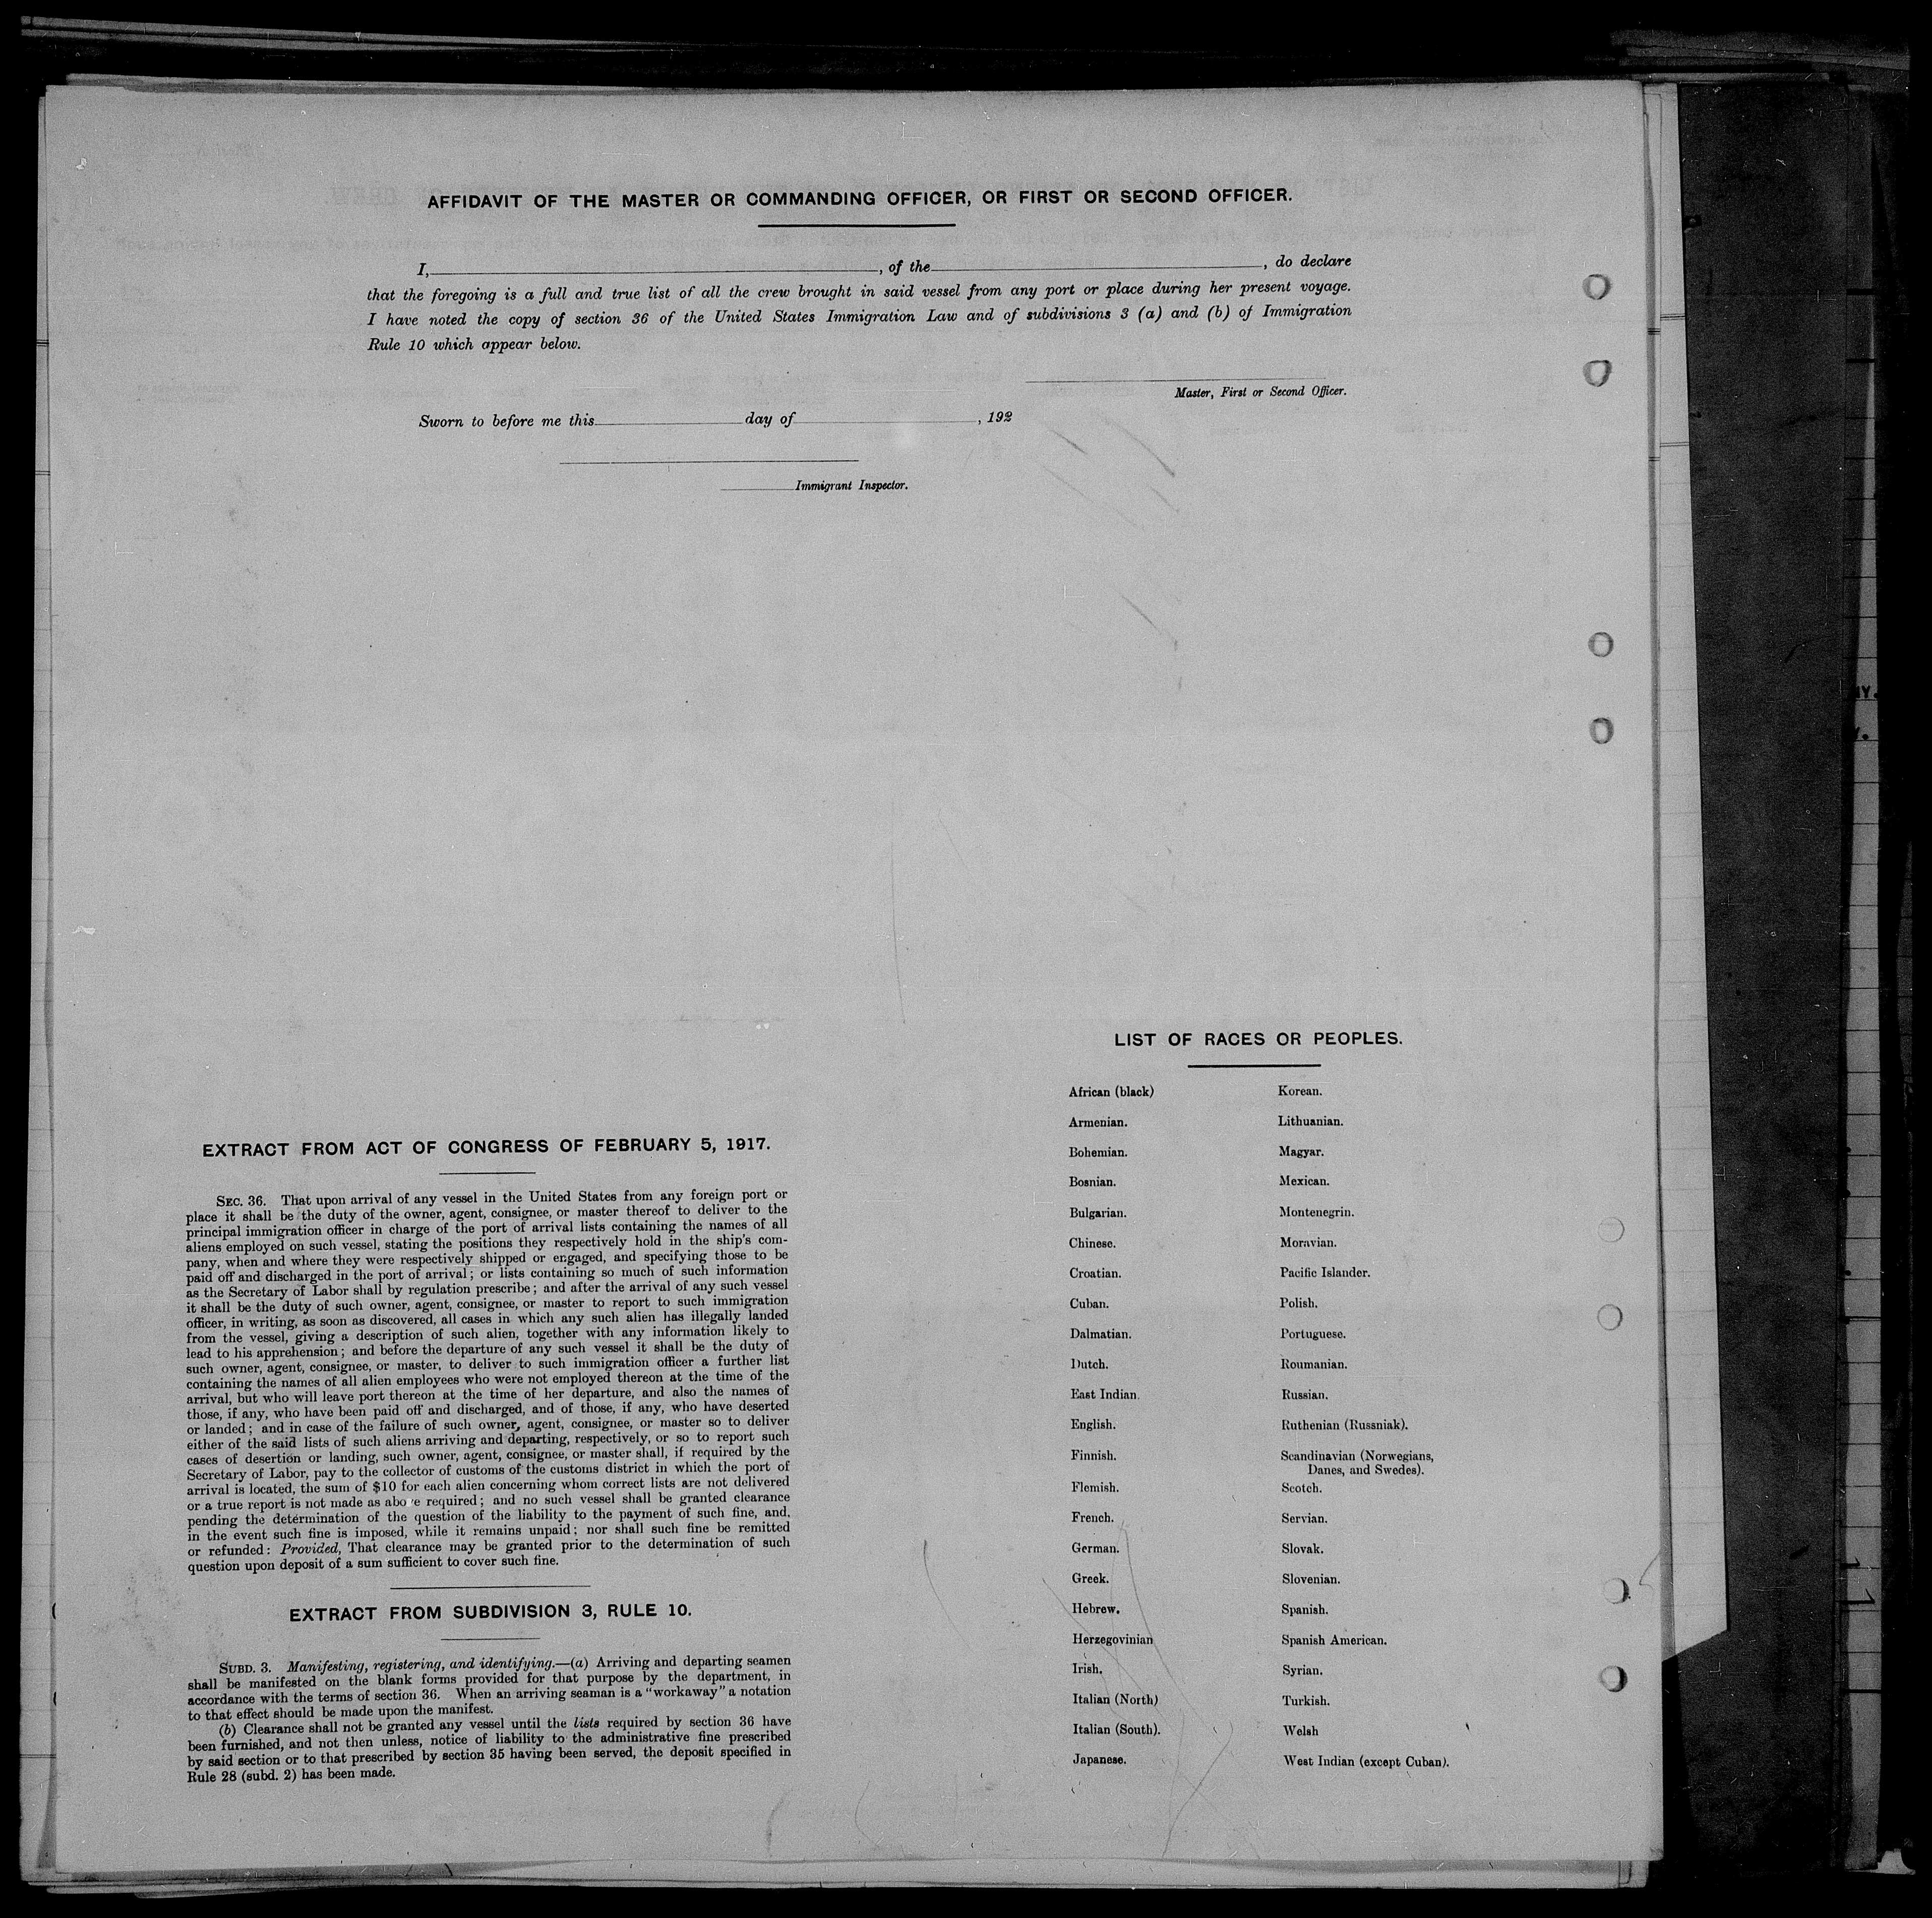 AFFIDAVIT OF THE MASTER OR COMMANDING OFFICER, OR FIRST OR SECOND OFFICER.
I, , of the , do declare
that the foregoing is a full and true list of all the crew brought in said vessel from any port or place during her present voyage.
I have noted the copy of section 36 of the United States Immigration Law and of subdivisions 3 (a) and (b) of Immigration
Rule 10 which appear below.
Master, First or Second Officer.
Sworn to before me this day of , 192
Immigrant Inspector.
EXTRACT FROM ACT OF CONGRESS OF FEBRUARY 5, 1917.
SEC. 36. That upon arrival of any vessel in the United States from any foreign port or
place it shall be the duty of the owner, agent, consignee, or master thereof to deliver to the
principal immigration officer in charge of the port of arrival lists containing the names of all
aliens employed on such vessel, stating the positions they respectively hold in the ship's com-
pany, when and where they were respectively shipped or engaged, and specifying those to be
paid off and discharged in the port of arrival; or lists containing so much of such information
as the Secretary of Labor shall by regulation prescribe; and after the arrival of any such vessel
it shall be the duty of such owner, agent, consignee, or master to report to such immigration
officer, in writing, as soon as discovered, all cases in which any such alien has illegally landed
from the vessel, giving a description of such alien, together with any information likely to
lead to his apprehension; and before the departure of any such vessel it shall be the duty of
such owner, agent, consignee, or master, to deliver to such immigration officer a further list
containing the names of all alien employees who were not employed thereon at the time of the
arrival, but who will leave port thereon at the time of her departure, and also the names of
those, if any, who have been paid off and discharged, and of those, if any, who have deserted
or landed; and in case of the failure of such owner, agent, consignee, or master so to deliver
either of the said lists of such aliens arriving and departing, respectively, or so to report such
cases of desertion or landing, such owner, agent, consignee, or master shall, if required by the
Secretary of Labor, pay to the collector of customs of the customs district in which the port of
arrival is located, the sum of $10 for each alien concerning whom correct lists are not delivered
or a true report is not made as above required; and no such vessel shall be granted clearance
pending the determination of the question of the liability to the payment of such fine, and,
in the event such fine is imposed, while it remains unpaid; nor shall such fine be remitted
or refunded: Provided, That clearance may be granted prior to the determination of such
question upon deposit of a sum sufficient to cover such fine.
EXTRACT FROM SUBDIVISION 3, RULE 10.
SUBD. 3. Manifesting, registering, and identifying.—(a) Arriving and departing seamen
shall be manifested on the blank forms provided for that purpose by the department, in
accordance with the terms of section 36. When an arriving seaman is a "workaway" a notation
to that effect should be made upon the manifest.
(b) Clearance shall not be granted any vessel until the lists required by section 36 have
been furnished, and not then unless, notice of liability to the administrative fine prescribed
by said section or to that prescribed by section 35 having been served, the deposit specified in
Rule 28 (subd. 2) has been made.
LIST OF RACES OR PEOPLES.
African (black)
Armenian.
Bohemian.
Bosnian.
Bulgarian.
Chinese.
Croatian.
Cuban.
Dalmatian.
Dutch.
East Indian.
English.
Finnish.
Flemish.
French.
German.
Greek.
Hebrew.
Herzegovinian
Irish.
Italian (North)
Italian (South).
Japanese.
Korean.
Lithuanian.
Magyar.
Mexican.
Montenegrin.
Moravian.
Pacific Islander.
Polish.
Portuguese.
Roumanian.
Russian.
Ruthenian (Russniak).
Scandinavian (Norwegians,
Danes, and Swedes).
Scotch.
Servian.
Slovak.
Slovenian.
Spanish.
Spanish American.
Syrian.
Turkish.
Welsh
West Indian (except Cuban).